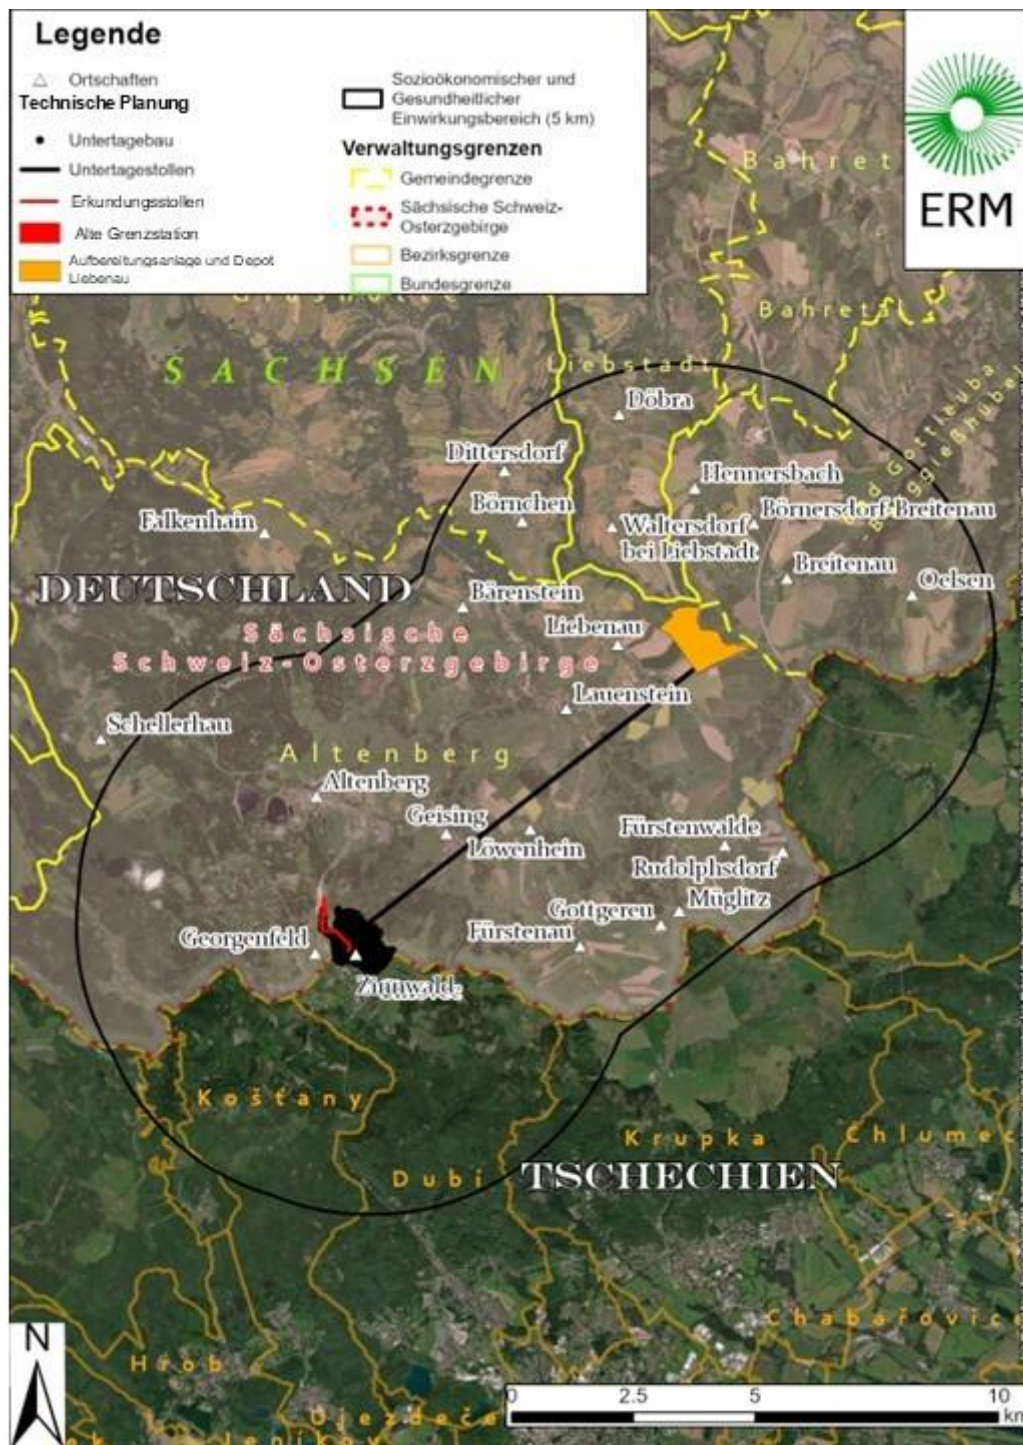 Legende
Ortschaften
Technische Planung
Untertagebau
Untertagestollen
Erkundungsstollen
Alte Grenzstation
Aufbereitungsanlage und Depot
Liebenau
Sozioökonomischer und
Gesundheitlicher
Einwirkungsbereich (5 km)
Verwaltungsgrenzen
Gemeindegrenze
Sächsische Schweiz-
Osterzgebirge
Bezirksgrenze
Bundesgrenze
ERM
Bahret
Bahretal
SACHSEN
Liebstadt
Döbra
Dittersdorf
Hennersbach
Börnchen
Falkenhain
Waltersdorf
bei Liebstadt
Börnersdorf-Breitenau
Breitenau
Oelsen
DEUTSCHLAND
Bärenstein
Liebenau
Sächsische
Schweiz-Osterzgebirge
Lauenstein
Schellerhau
Altenberg
Altenberg
Geising
Löwenhein
Fürstenwalde
Rudolphsdorf
Müglitz
Gottgereu
Fürstenau
Georgenfeld
Košťany
Dubí
Krupka
Chlumec
TSCHECHIEN
Chabařovice
Hrob
N
0 2.5 5 10
km